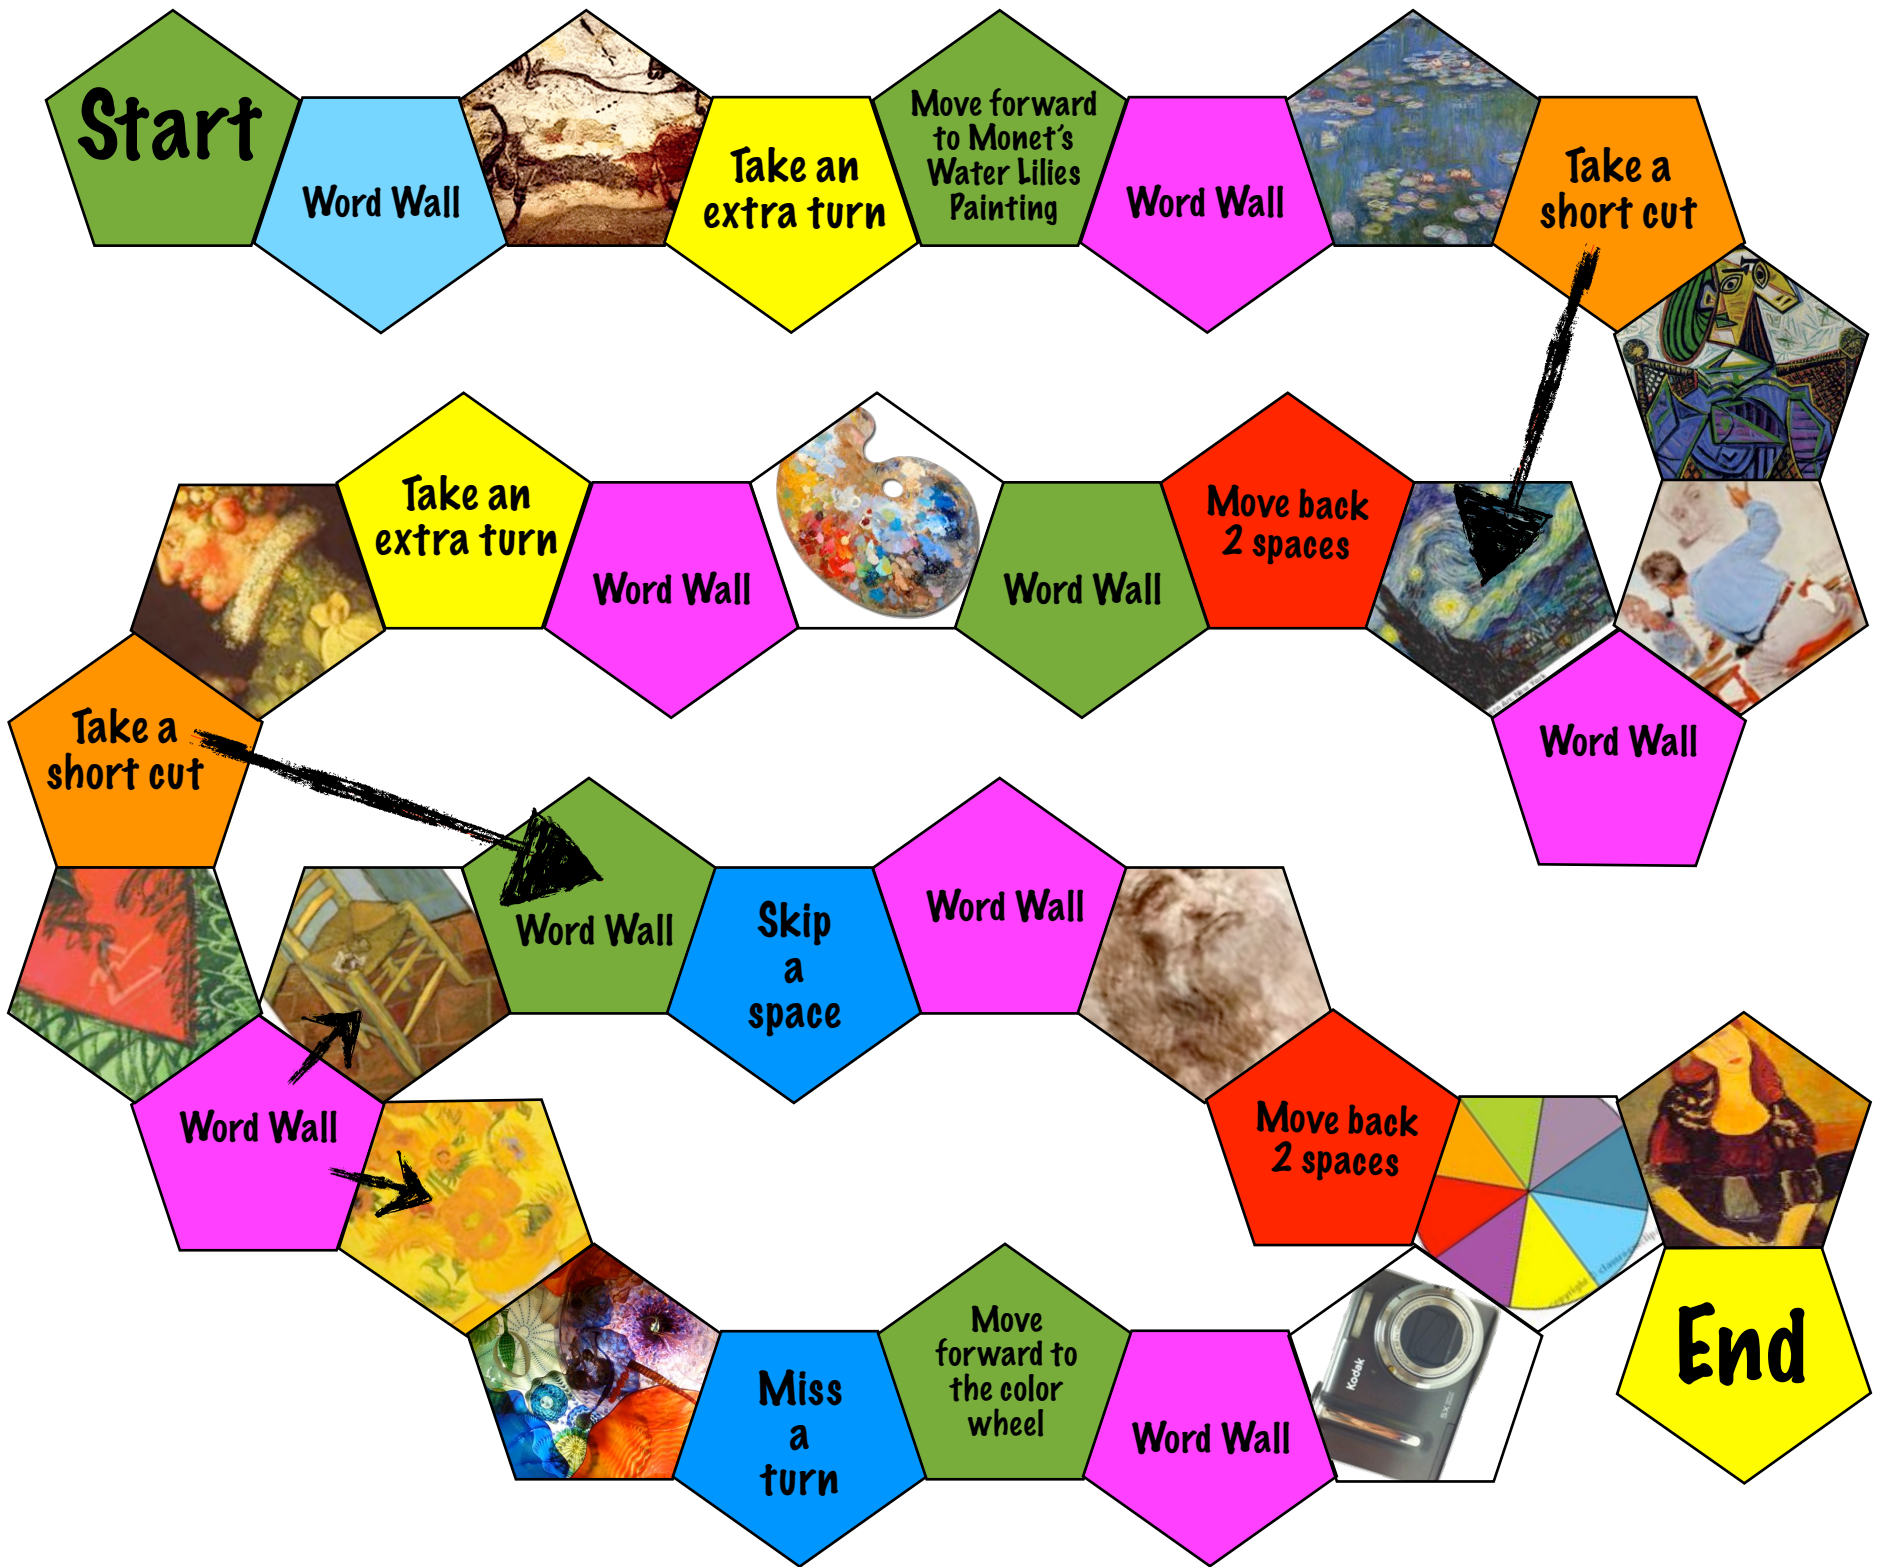 Start
Word Wall
Take an
extra turn
Move forward
to Monet's
Water Lilies
Painting
Word Wall
Take a
short cut
Take an
extra turn
Word Wall
Word Wall
Move back
2 spaces
Word Wall
Take a
short cut
Word Wall
Skip
a
space
Word Wall
Word Wall
Move back
2 spaces
Miss
a
turn
Move
forward to
the color
wheel
Word Wall
Kodak
5X
End